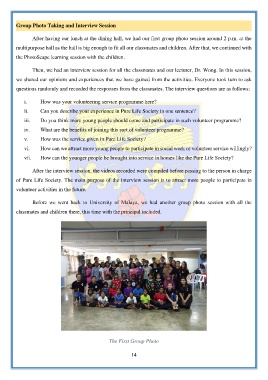 Group Photo Taking and Interview Session
After having our lunch at the dining hall, we had our first group photo session around 2 p.m. at the
multipurpose hall as the hall is big enough to fit all our classmates and children. After that, we continued with
the PhotoScape learning session with the children.
Then, we had an interview session for all the classmates and our lecturer, Dr. Wong. In this session,
we shared our opinions and experiences that we have gained from the activities. Everyone took turn to ask
questions randomly and recorded the responses from the classmates. The interview questions are as follows:
i. How was your volunteering service programme here?
ii. Can you describe your experience in Pure Life Society in one sentence?
iii. Do you think more young people should come and participate in such volunteer programme?
iv. What are the benefits of joining this sort of volunteer programme?
v. How was the service given in Pure Life Society?
vi. How can we attract more young people to participate in social work or volunteer service willingly?
vii. How can the younger people be brought into service in homes like the Pure Life Society?
After the interview session, the videos recorded were compiled before passing to the person in charge
of Pure Life Society. The main purpose of the interview session is to attract more people to participate in
volunteer activities in the future.
Before we went back to University of Malaya, we had another group photo session with all the
classmates and children there, this time with the principal included.
The First Group Photo
14